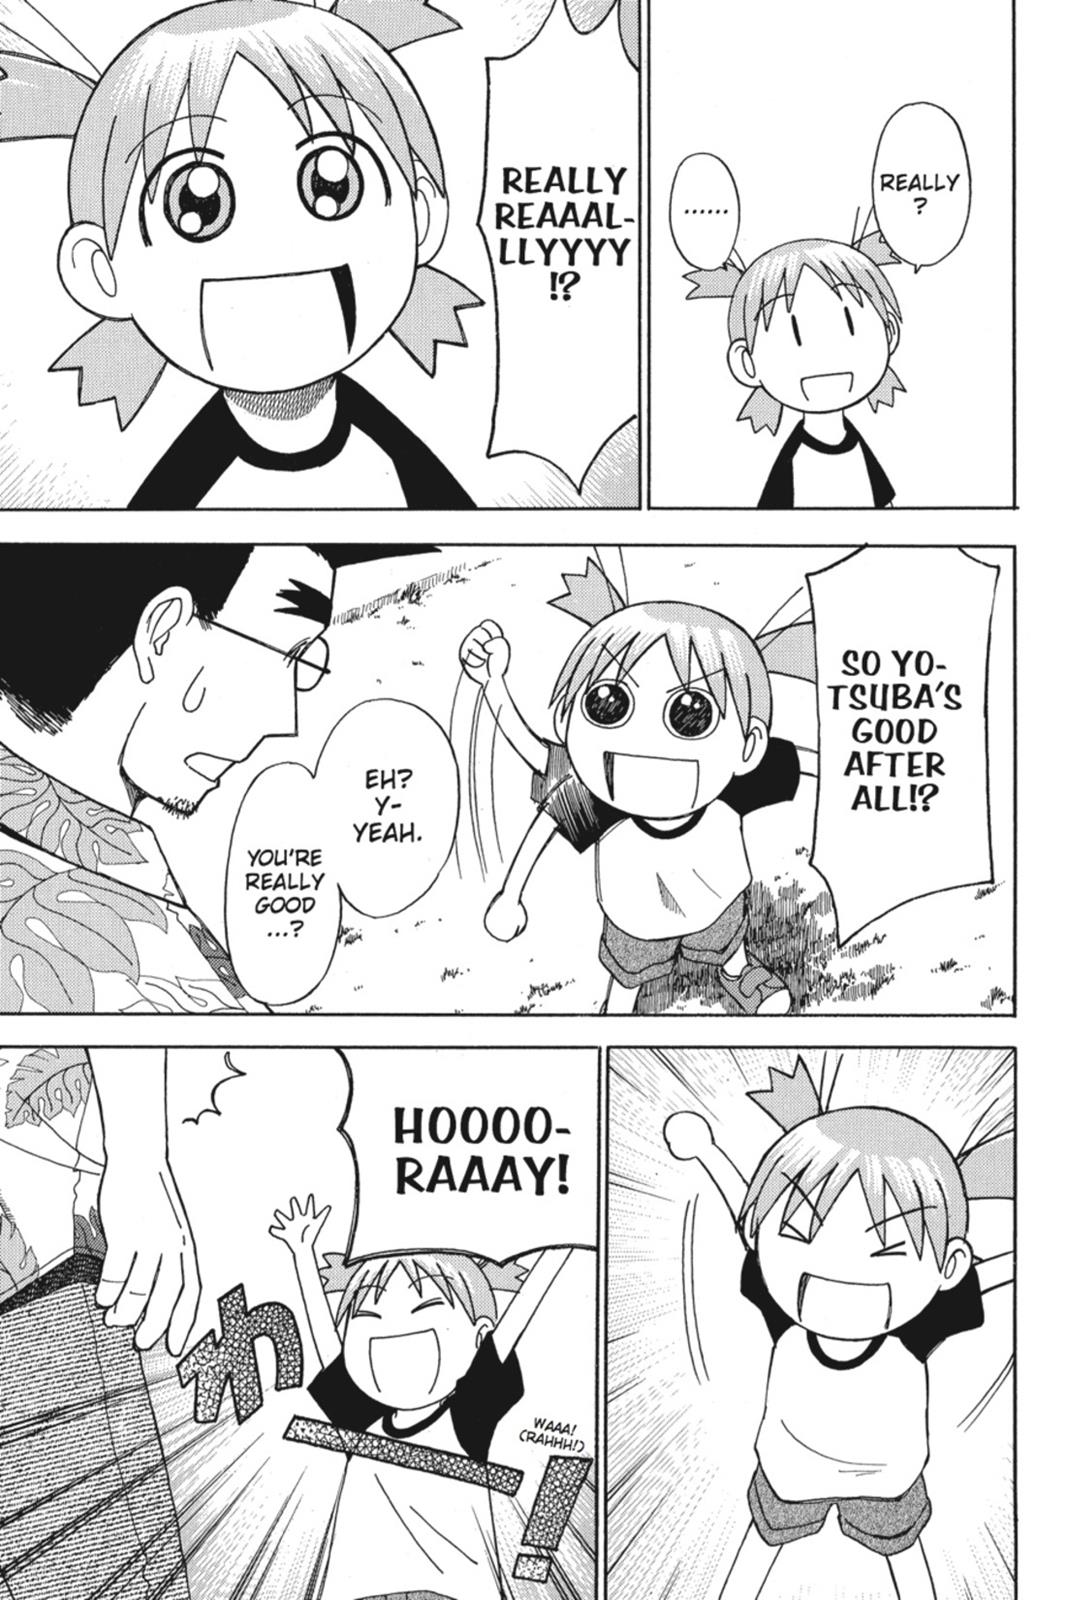 REALLY
?
......
REALLY
REAAAL-
LLYYYY
!?
SO YO-
TSUBA'S
GOOD
AFTER
ALL!?
EH?
Y-
YEAH.
YOU'RE
REALLY
GOOD
...?
HOOOO-
RAAAY!
わー!
WAAA!
(RAHHH!)